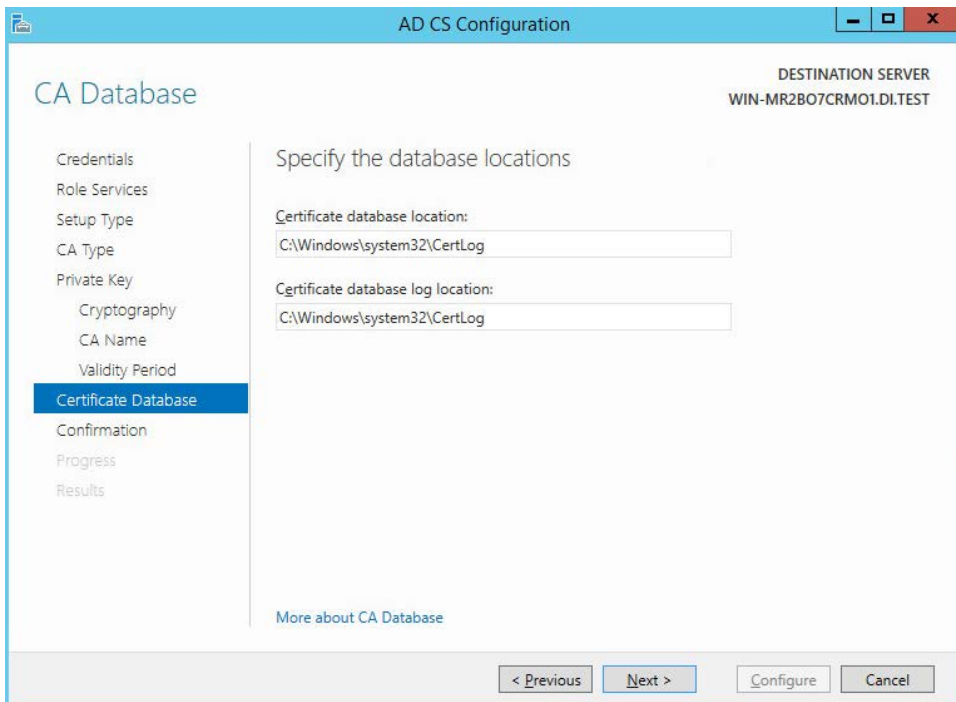 AD CS Configuration
CA Database
DESTINATION SERVER
WIN-MR2BO7CRMO1.DI.TEST
Credentials
Role Services
Setup Type
CA Type
Private Key
Cryptography
CA Name
Validity Period
Certificate Database
Confirmation
Progress
Results
Specify the database locations
Certificate database location:
C:\Windows\system32\CertLog
Certificate database log location:
C:\Windows\system32\CertLog
More about CA Database
< Previous
Next >
Configure
Cancel